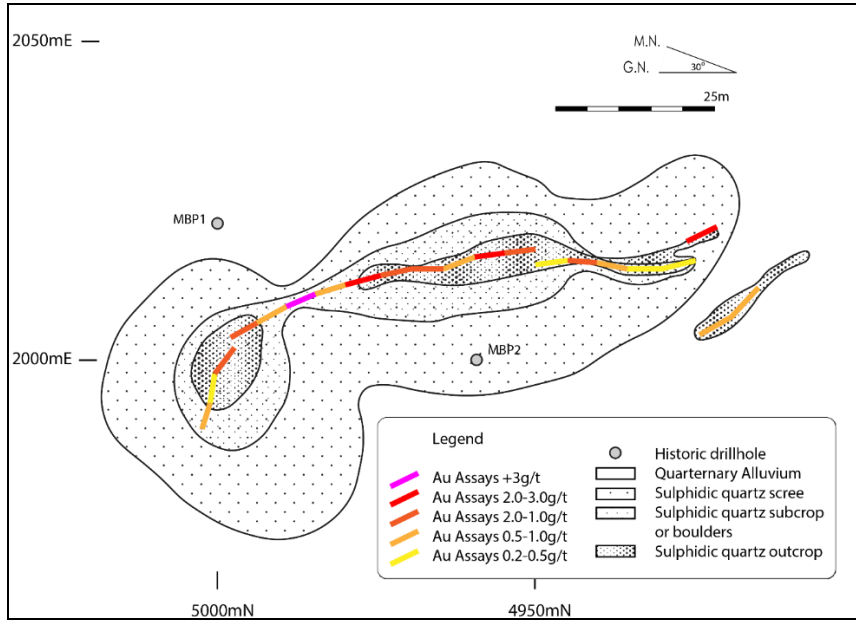 2050mE
M.N.
G.N.
30°
25m
MBP1
2000mE
MBP2
Legend
Au Assays +3g/t
Au Assays 2.0-3.0g/t
Au Assays 2.0-1.0g/t
Au Assays 0.5-1.0g/t
Au Assays 0.2-0.5g/t
Historic drillhole
Quarternary Alluvium
Sulphidic quartz scree
Sulphidic quartz subcrop
or boulders
Sulphidic quartz outcrop
5000mN
4950mN